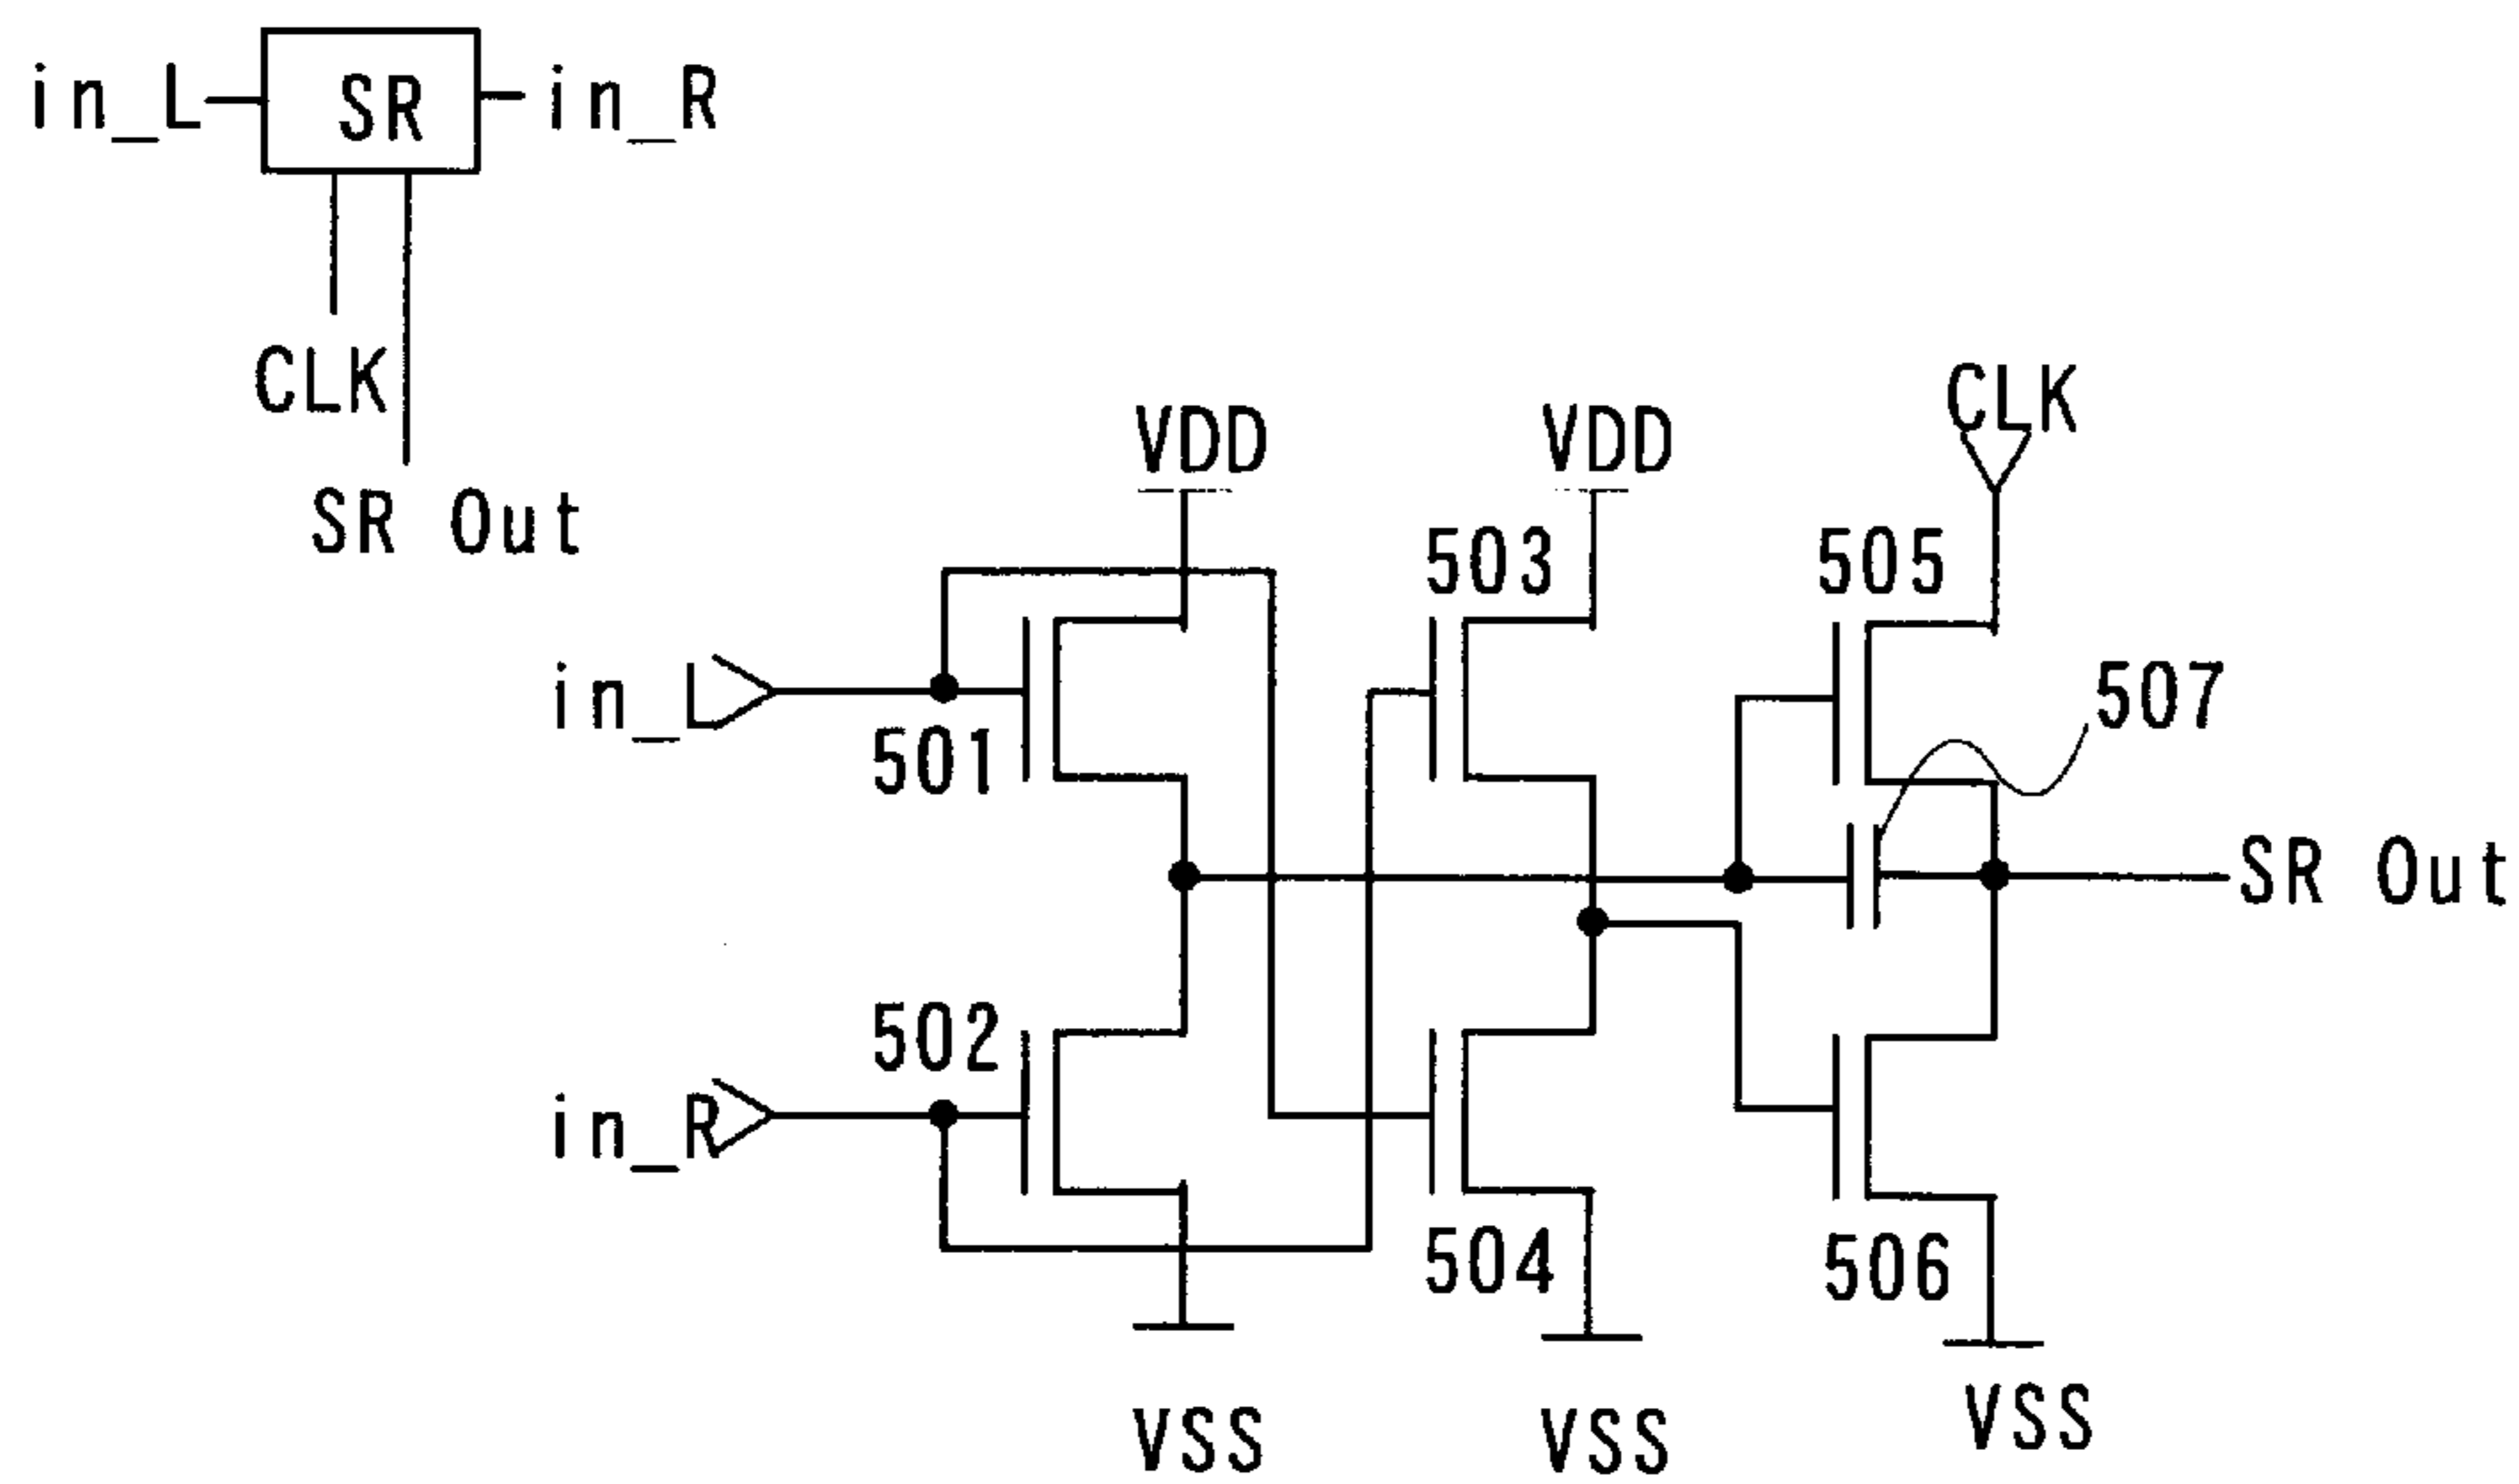 in_L
SR
in_R
CLK
SR Out
VDD
VDD
CLK
503
505
in_L
507
501
SR Out
502
in_R
504
506
VSS
VSS
VSS